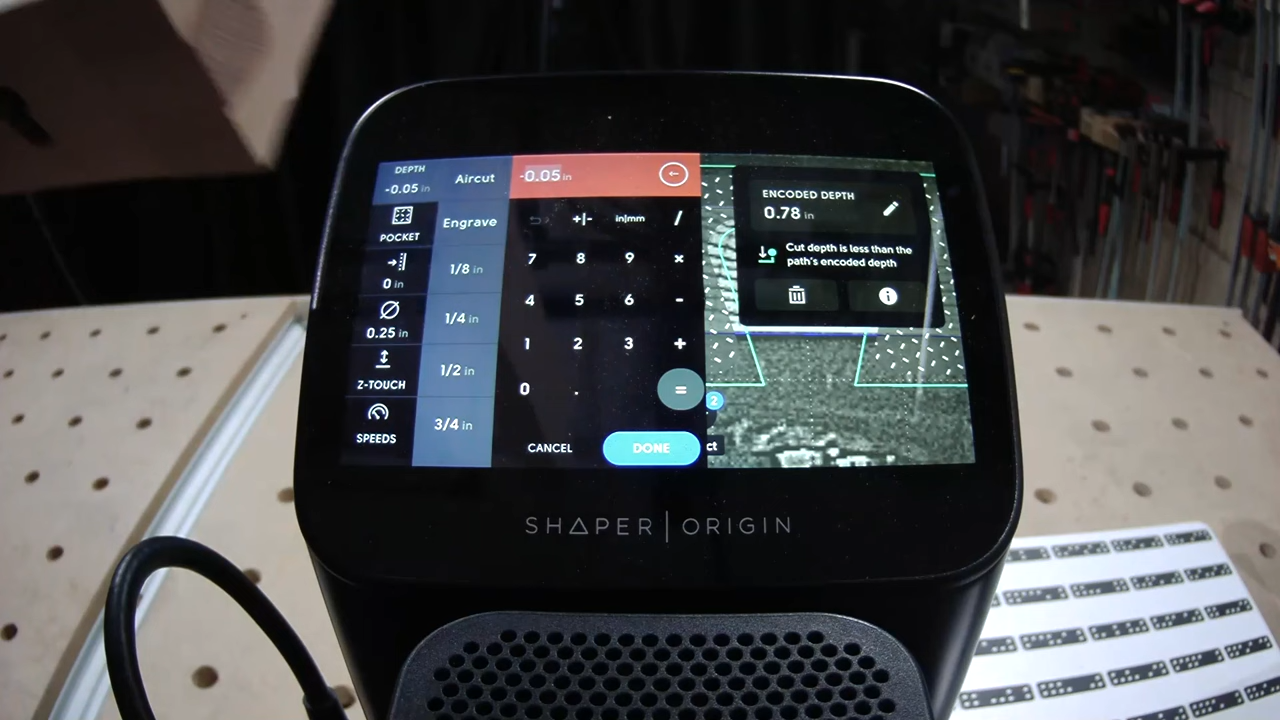 DEPTH
-0.05 in
POCKET
0 in
0.25 in
Z-TOUCH
SPEEDS
Aircut
Engrave
1/8 in
1/4 in
1/2 in
3/4 in
-0.05 in
+|- in|mm /
7 8 9 ×
4 5 6 -
1 2 3 +
0 . =
CANCEL DONE
ENCODED DEPTH
0.78 in
Cut depth is less than the
path's encoded depth
2
ct
SHAPER | ORIGIN